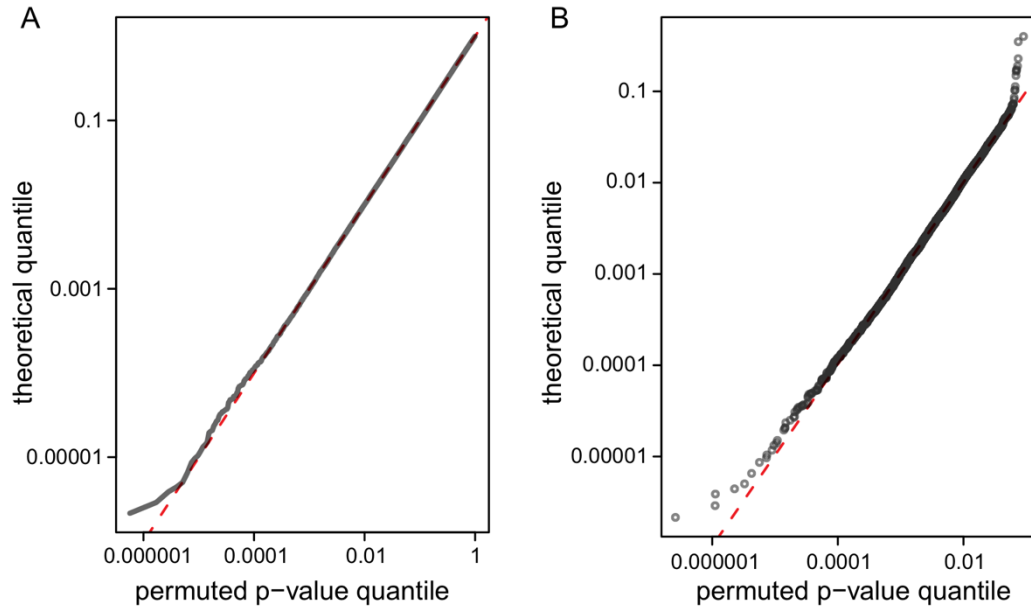 A
theoretical quantile
0.1
0.001
0.00001
0.000001
0.0001
0.01
1
permuted p−value quantile
B
theoretical quantile
0.1
0.01
0.001
0.0001
0.00001
0.000001
0.0001
0.01
permuted p−value quantile